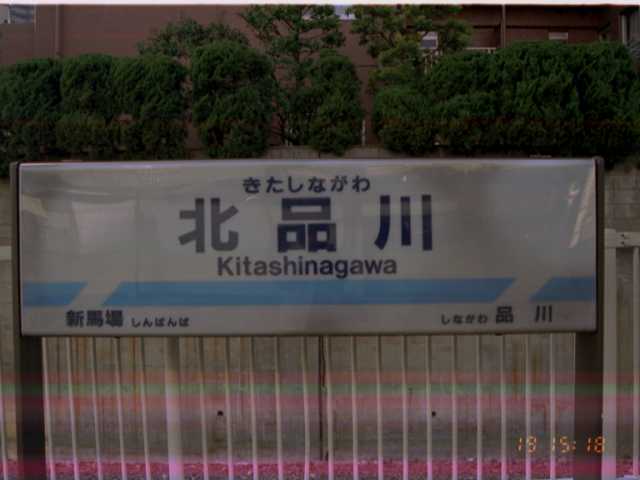 きたしながわ
北品川
Kitashinagawa
新馬場 しんばんば
しながわ 品川
19 15:18